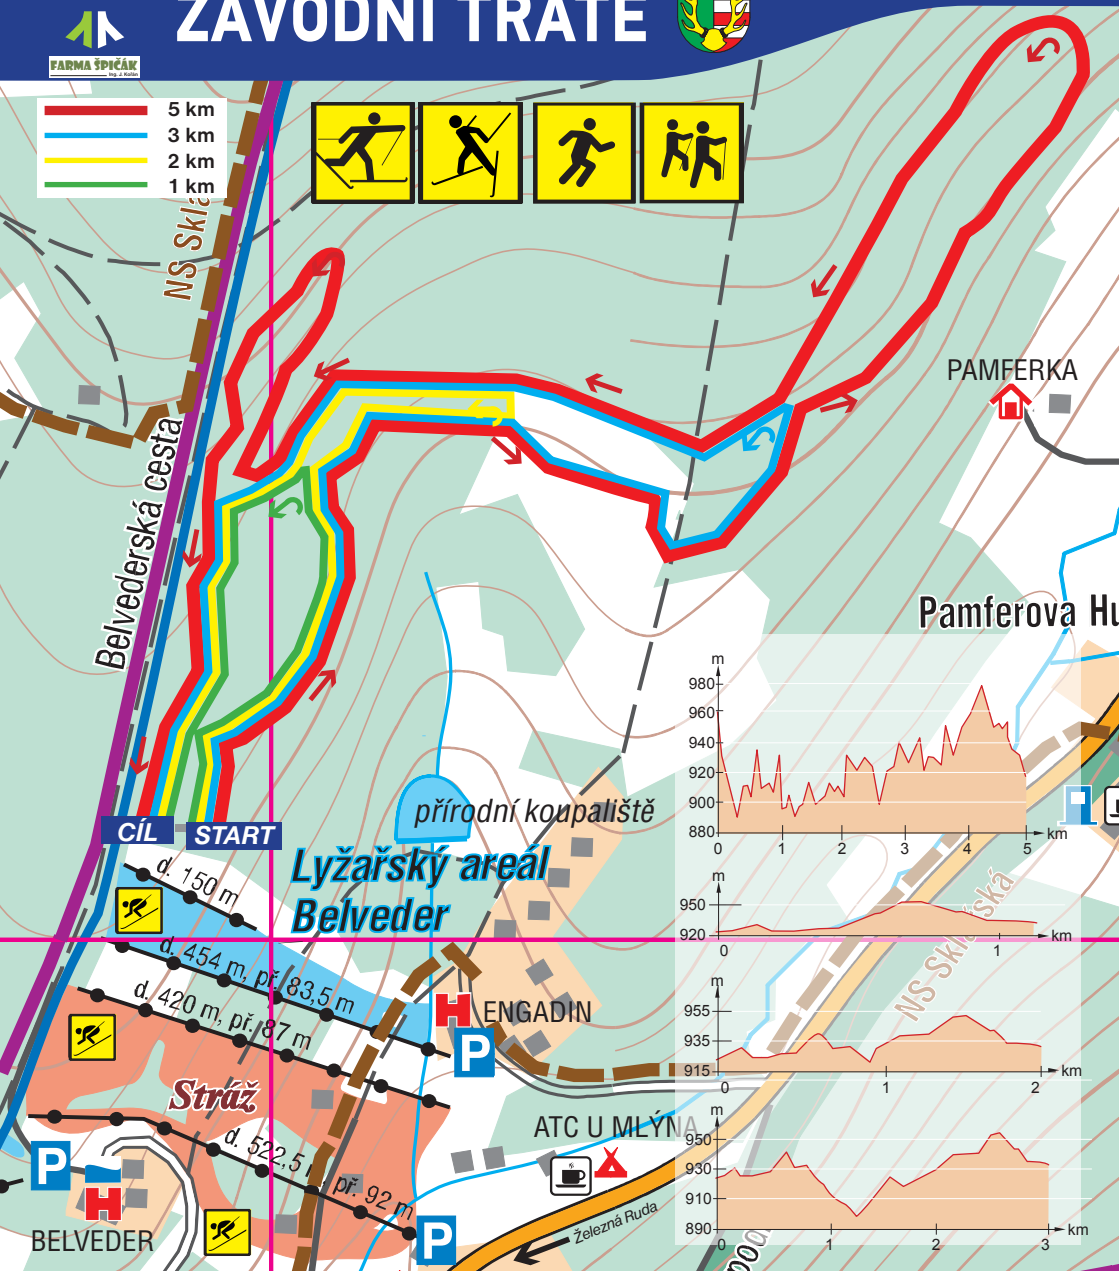 ZÁVODNÍ TRATĚ
FARMA ŠPIČÁK
Ing. J. Kolán
5 km
3 km
2 km
1 km
NS Skla
Belvederská cesta
PAMFERKA
Pamferova Hu
CÍL
START
přírodní koupaliště
Lyžařský areál
Belveder
d. 150 m
d. 454 m, př. 83,5 m
d. 420 m, př. 87 m
Stráž
d. 522,5 m
př. 92 m
ENGADIN
P
H
ATC U MLÝNA
Železná Ruda
P
H
BELVEDER
P
NS Sklářská
m
980
960
940
920
900
880
0 1 2 3 4 5 km
m
950
920
0 1 km
m
955
935
915
0 1 2 km
m
950
930
910
890
0 1 2 3 km